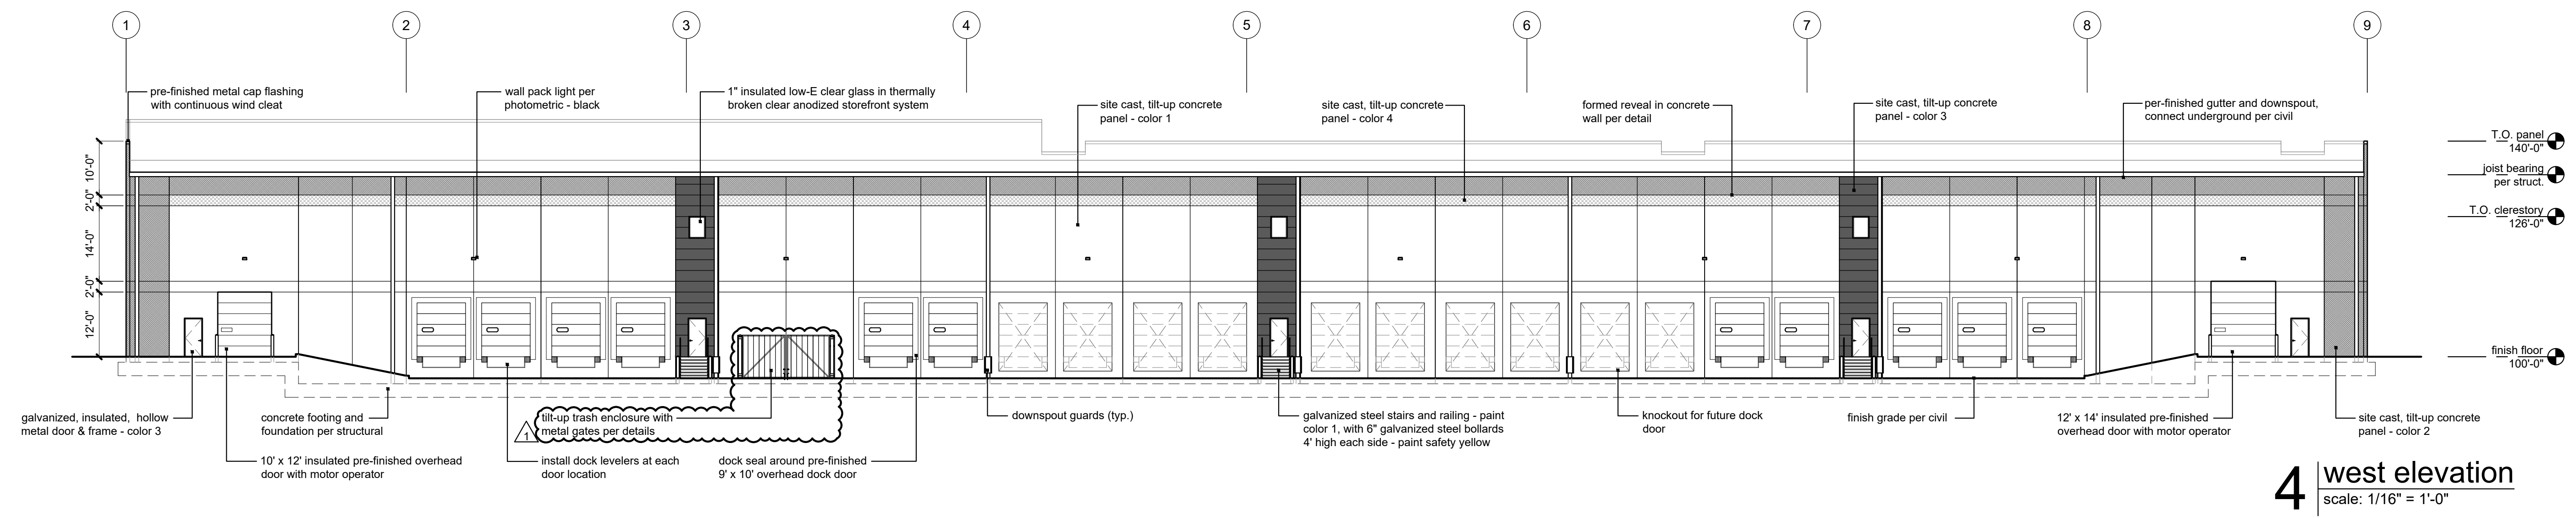 1
2
3
4
5
6
7
8
9
pre-finished metal cap flashing
with continuous wind cleat
wall pack light per
photometric - black
1" insulated low-E clear glass in thermally
broken clear anodized storefront system
site cast, tilt-up concrete
panel - color 1
site cast, tilt-up concrete
panel - color 4
formed reveal in concrete
wall per detail
site cast, tilt-up concrete
panel - color 3
per-finished gutter and downspout,
connect underground per civil
T.O. panel
140'-0"
joist bearing
per struct.
T.O. clerestory
126'-0"
finish floor
100'-0"
10'-0"
2'-0"
14'-0"
2'-0"
12'-0"
galvanized, insulated, hollow
metal door & frame - color 3
concrete footing and
foundation per structural
1
tilt-up trash enclosure with
metal gates per details
downspout guards (typ.)
galvanized steel stairs and railing - paint
color 1, with 6" galvanized steel bollards
4' high each side - paint safety yellow
knockout for future dock
door
finish grade per civil
12' x 14' insulated pre-finished
overhead door with motor operator
site cast, tilt-up concrete
panel - color 2
10' x 12' insulated pre-finished overhead
door with motor operator
install dock levelers at each
door location
dock seal around pre-finished
9' x 10' overhead dock door
4
west elevation
scale: 1/16" = 1'-0"